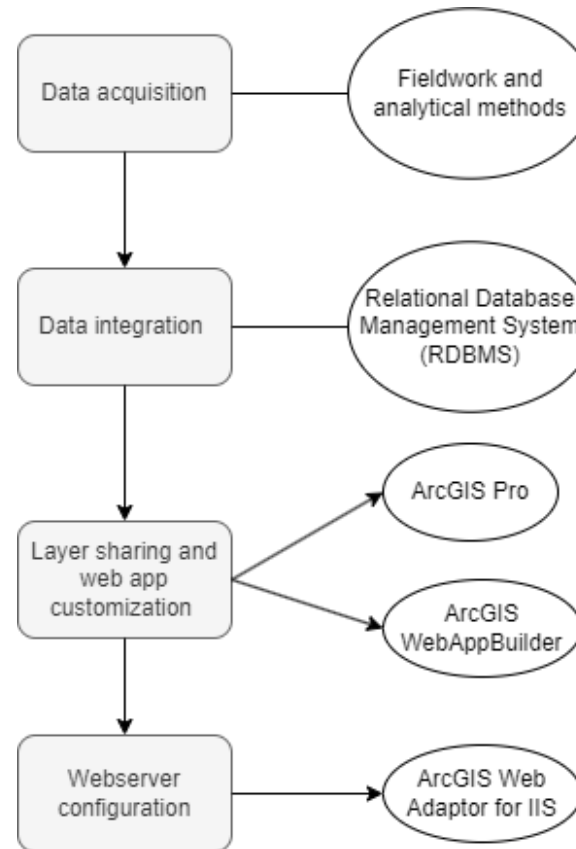 Data acquisition
Fieldwork and
analytical methods
Data integration
Relational Database
Management System
(RDBMS)
Layer sharing and
web app
customization
ArcGIS Pro
ArcGIS
WebAppBuilder
Webserver
configuration
ArcGIS Web
Adaptor for IIS